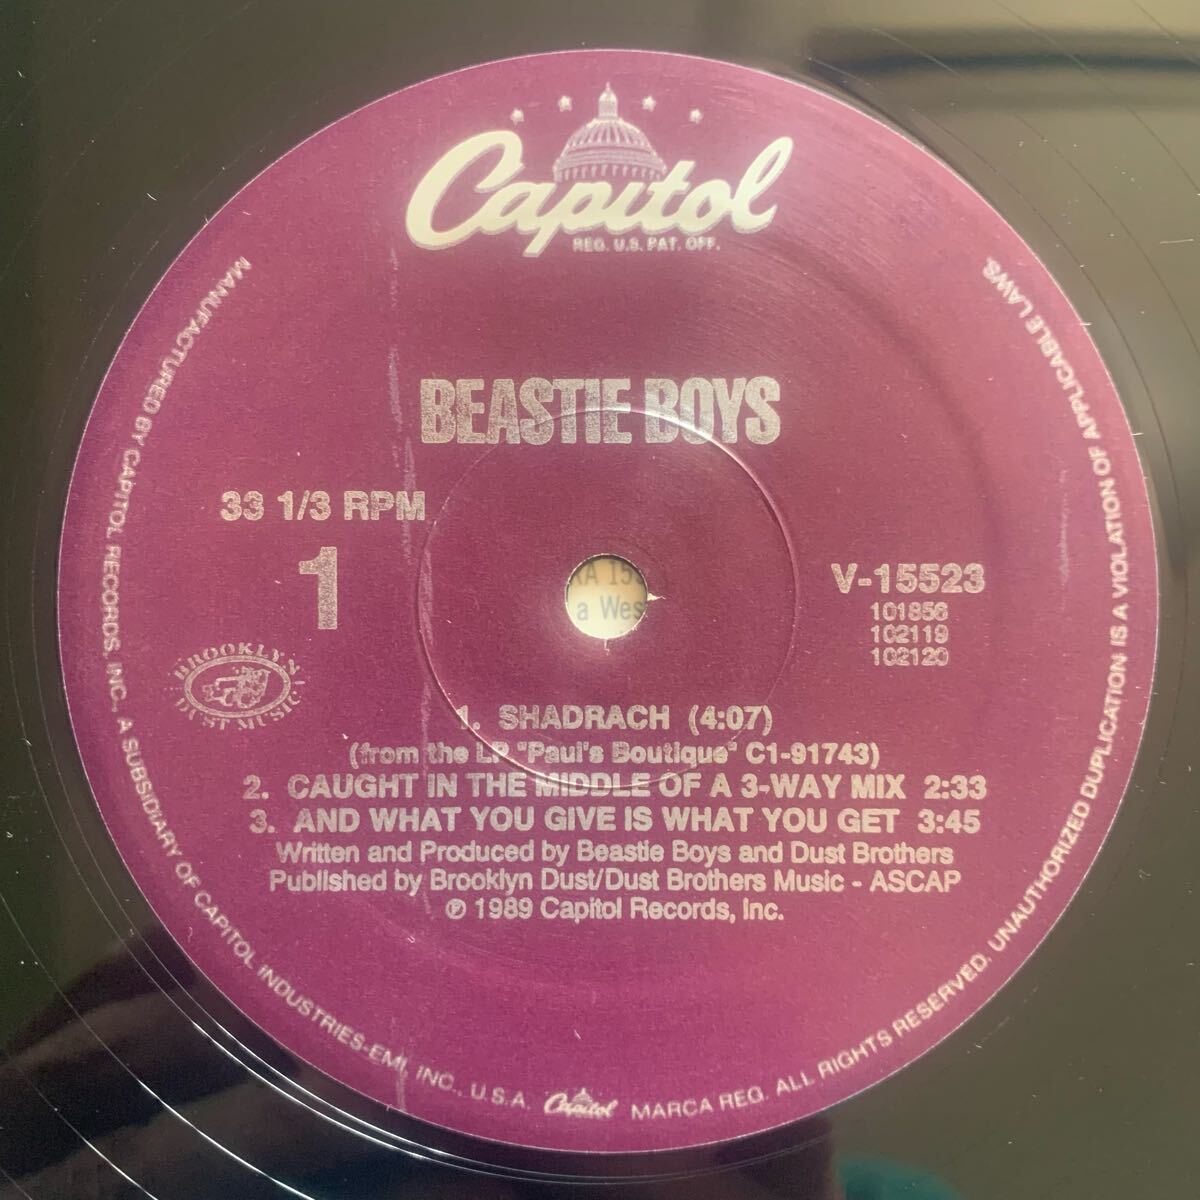 Capitol
REG. U.S. PAT. OFF.
BEASTIE BOYS
33 1/3 RPM
1
V-15523
101856
102119
102120
BROOKLYN
DUST MUSIC
1. SHADRACH (4:07)
(from the LP "Paul's Boutique" C1-91743)
2. CAUGHT IN THE MIDDLE OF A 3-WAY MIX 2:33
3. AND WHAT YOU GIVE IS WHAT YOU GET 3:45
Written and Produced by Beastie Boys and Dust Brothers
Published by Brooklyn Dust/Dust Brothers Music - ASCAP
℗ 1989 Capitol Records, Inc.
MANUFACTURED BY CAPITOL RECORDS, INC., A SUBSIDIARY OF CAPITOL INDUSTRIES-EMI, INC., U.S.A. Capitol MARCA REG. ALL RIGHTS RESERVED. UNAUTHORIZED DUPLICATION IS A VIOLATION OF APPLICABLE LAWS.